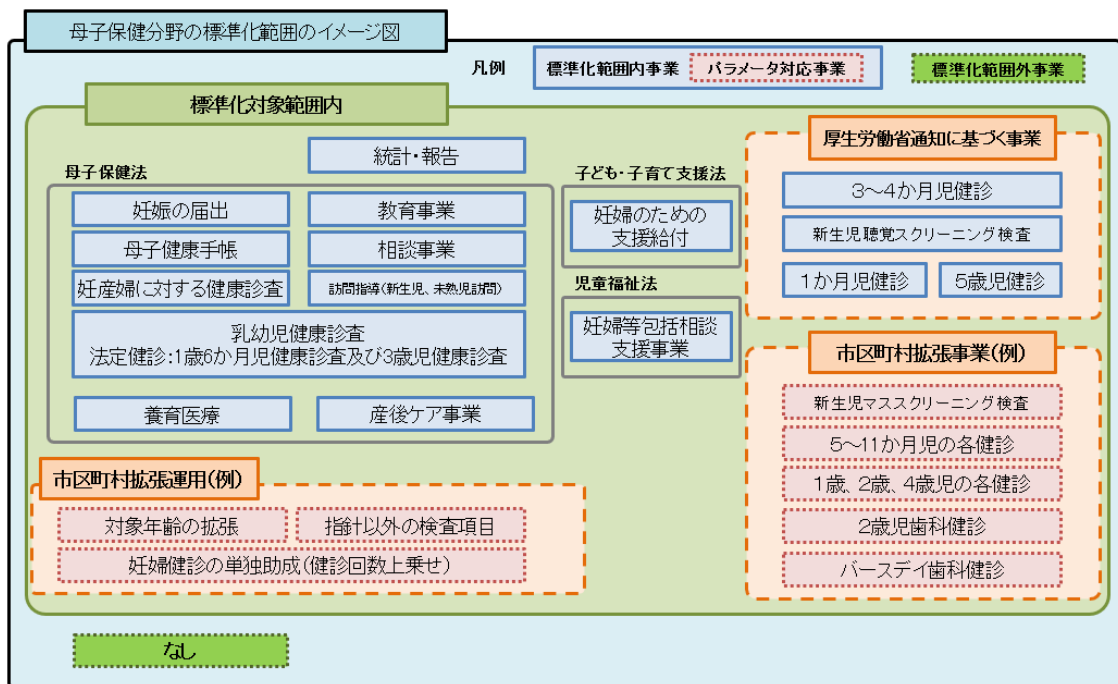 母子保健分野の標準化範囲のイメージ図
凡例
標準化範囲内事業
パラメータ対応事業
標準化範囲外事業
標準化対象範囲内
統計・報告
母子保健法
妊娠の届出
教育事業
母子健康手帳
相談事業
妊産婦に対する健康診査
訪問指導(新生児、未熟児訪問)
乳幼児健康診査
法定健診:1歳6か月児健康診査及び3歳児健康診査
養育医療
産後ケア事業
子ども・子育て支援法
妊婦のための
支援給付
児童福祉法
妊婦等包括相談
支援事業
厚生労働省通知に基づく事業
3~4か月児健診
新生児聴覚スクリーニング検査
1か月児健診
5歳児健診
市区町村拡張事業(例)
新生児マススクリーニング検査
5~11か月児の各健診
1歳、2歳、4歳児の各健診
2歳児歯科健診
バースデイ歯科健診
市区町村拡張運用(例)
対象年齢の拡張
指針以外の検査項目
妊婦健診の単独助成(健診回数上乗せ)
なし